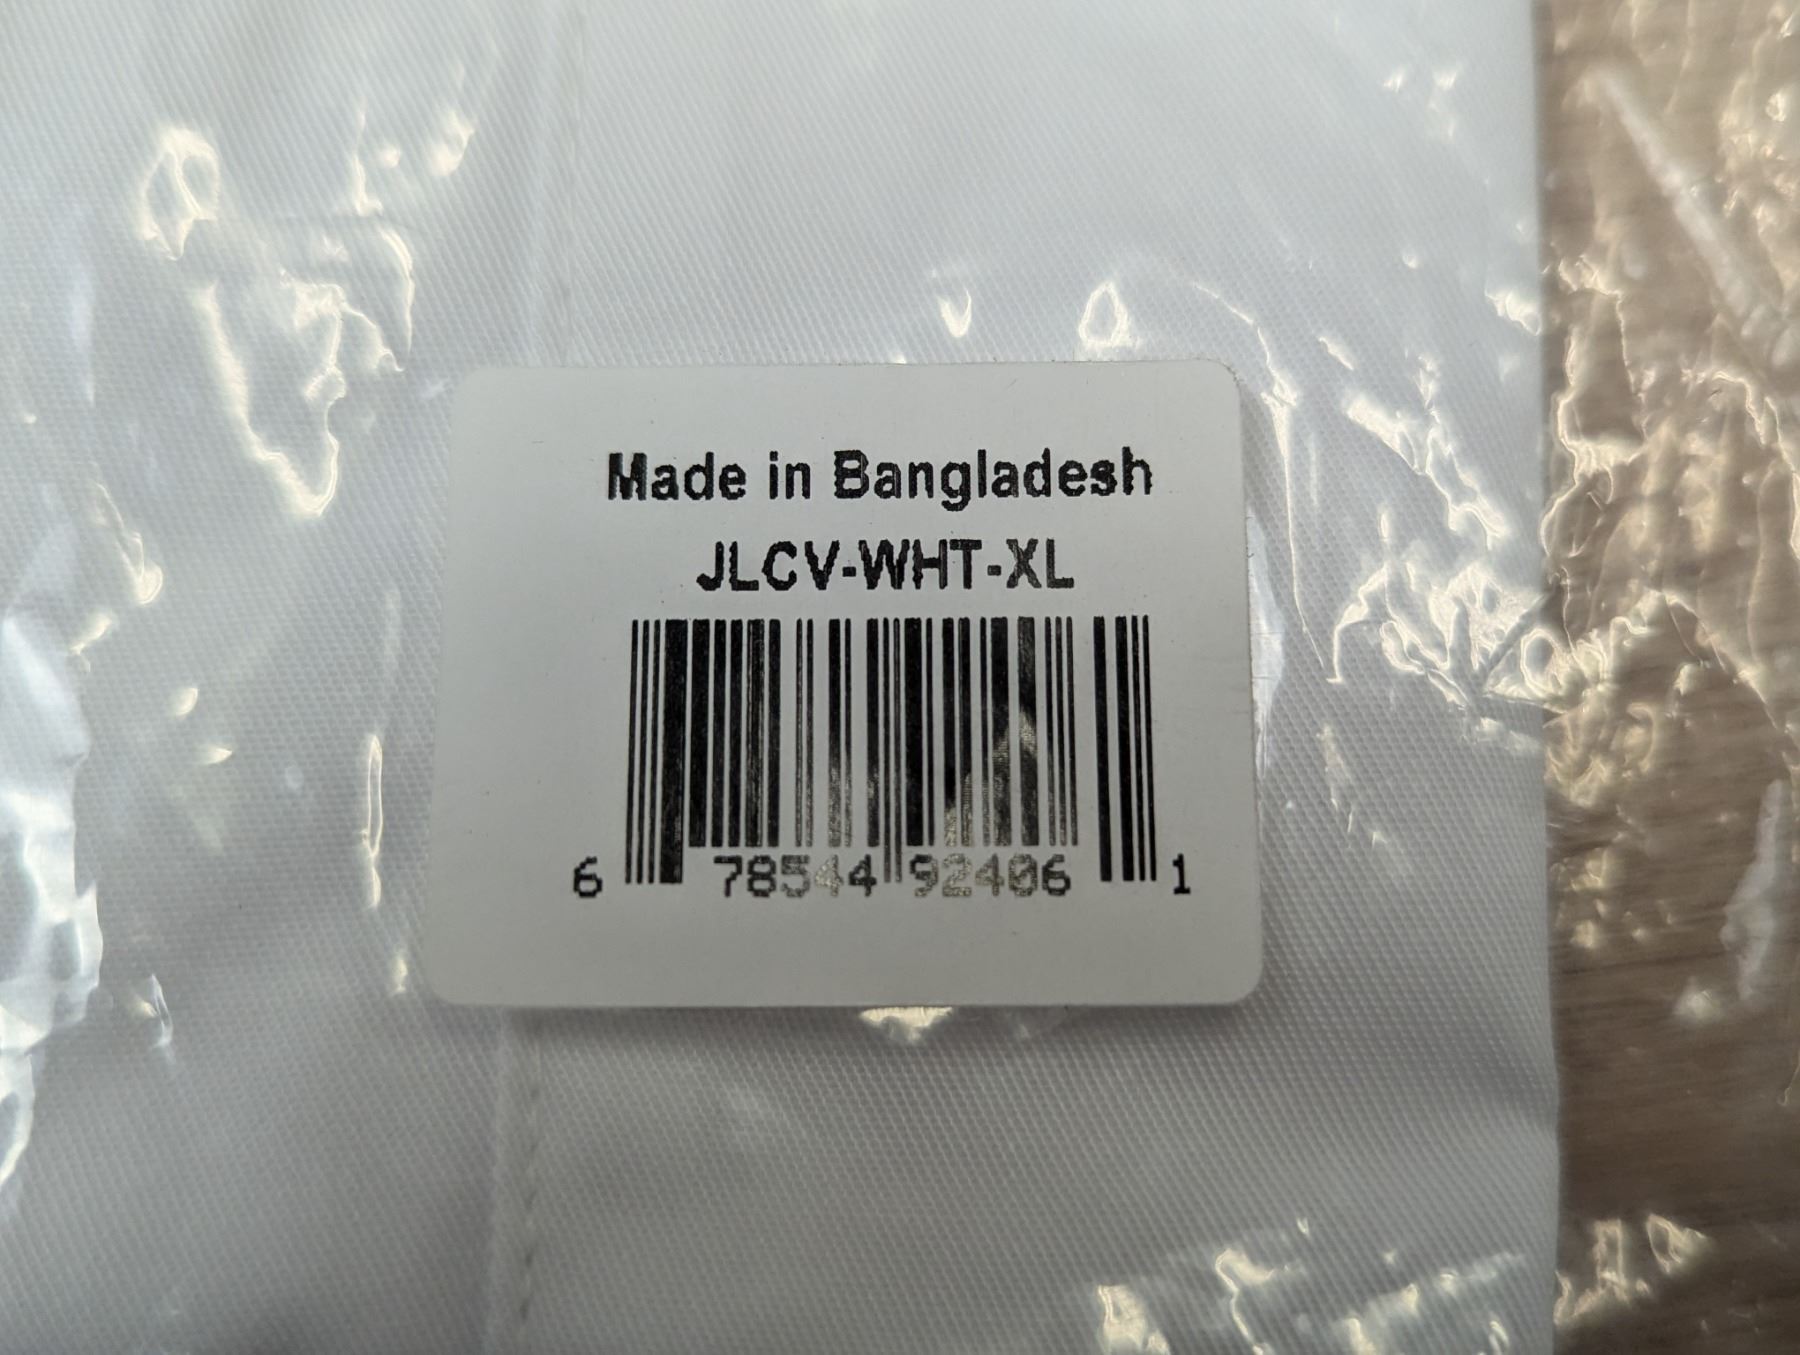 Made in Bangladesh
JLCV-WHT-XL
6 78544 92406 1